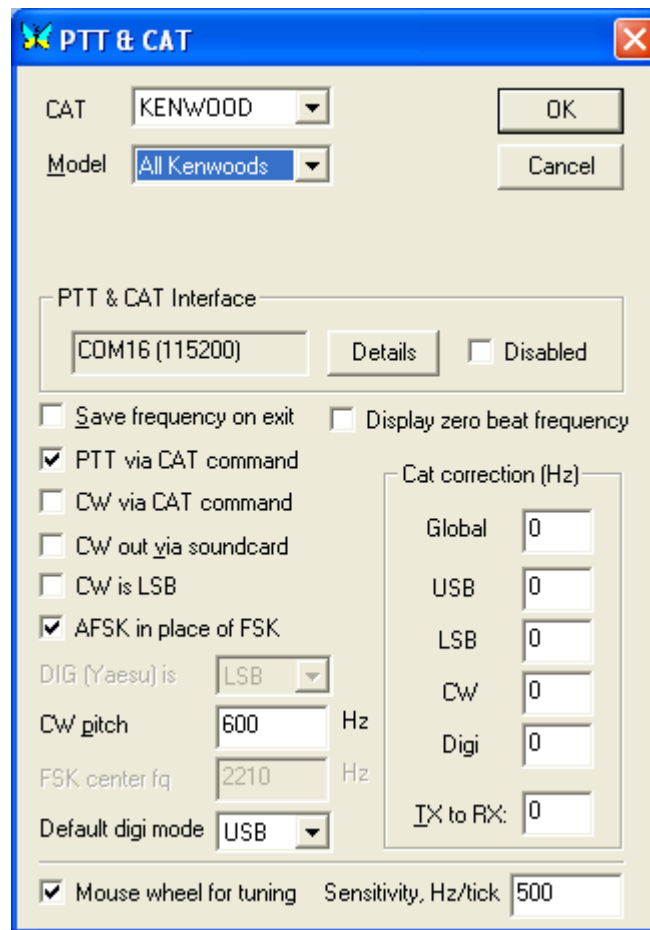 PTT & CAT
CAT KENWOOD OK
Model All Kenwoods Cancel
PTT & CAT Interface
COM16 (115200) Details Disabled
Save frequency on exit Display zero beat frequency
PTT via CAT command
CW via CAT command
CW out via soundcard
CW is LSB
AFSK in place of FSK
DIG (Yaesu) is LSB
CW pitch 600 Hz
FSK center fq 2210 Hz
Default digi mode USB
Cat correction (Hz)
Global 0
USB 0
LSB 0
CW 0
Digi 0
TX to RX: 0
Mouse wheel for tuning Sensitivity, Hz/tick 500